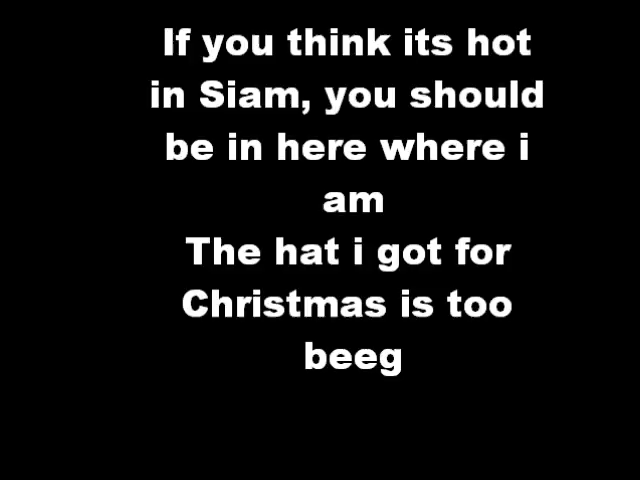 If you think its hot
in Siam, you should
be in here where i
am
The hat i got for
Christmas is too
beeg